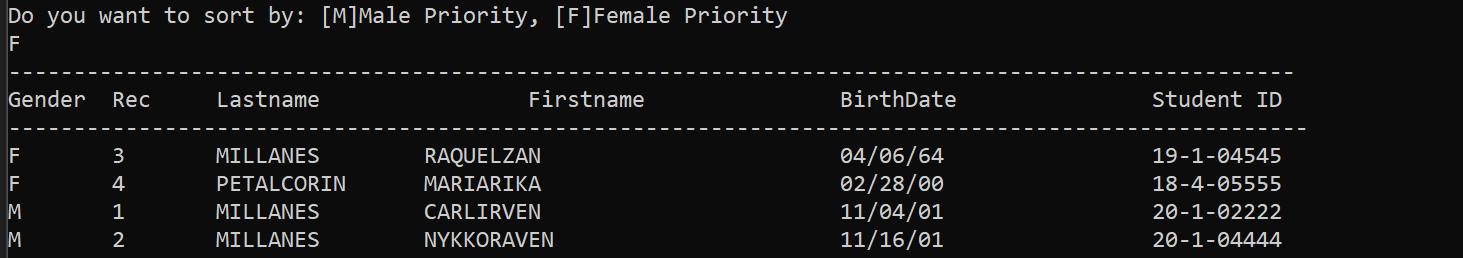 Do you want to sort by: [M]Male Priority, [F]Female Priority
F
---------------------------------------------------------------------------------------------------
Gender  Rec     Lastname                Firstname               BirthDate               Student ID
----------------------------------------------------------------------------------------------------
F       3       MILLANES        RAQUELZAN                       04/06/64                19-1-04545
F       4       PETALCORIN      MARIARIKA                       02/28/00                18-4-05555
M       1       MILLANES        CARLIRVEN                       11/04/01                20-1-02222
M       2       MILLANES        NYKKORAVEN                      11/16/01                20-1-04444